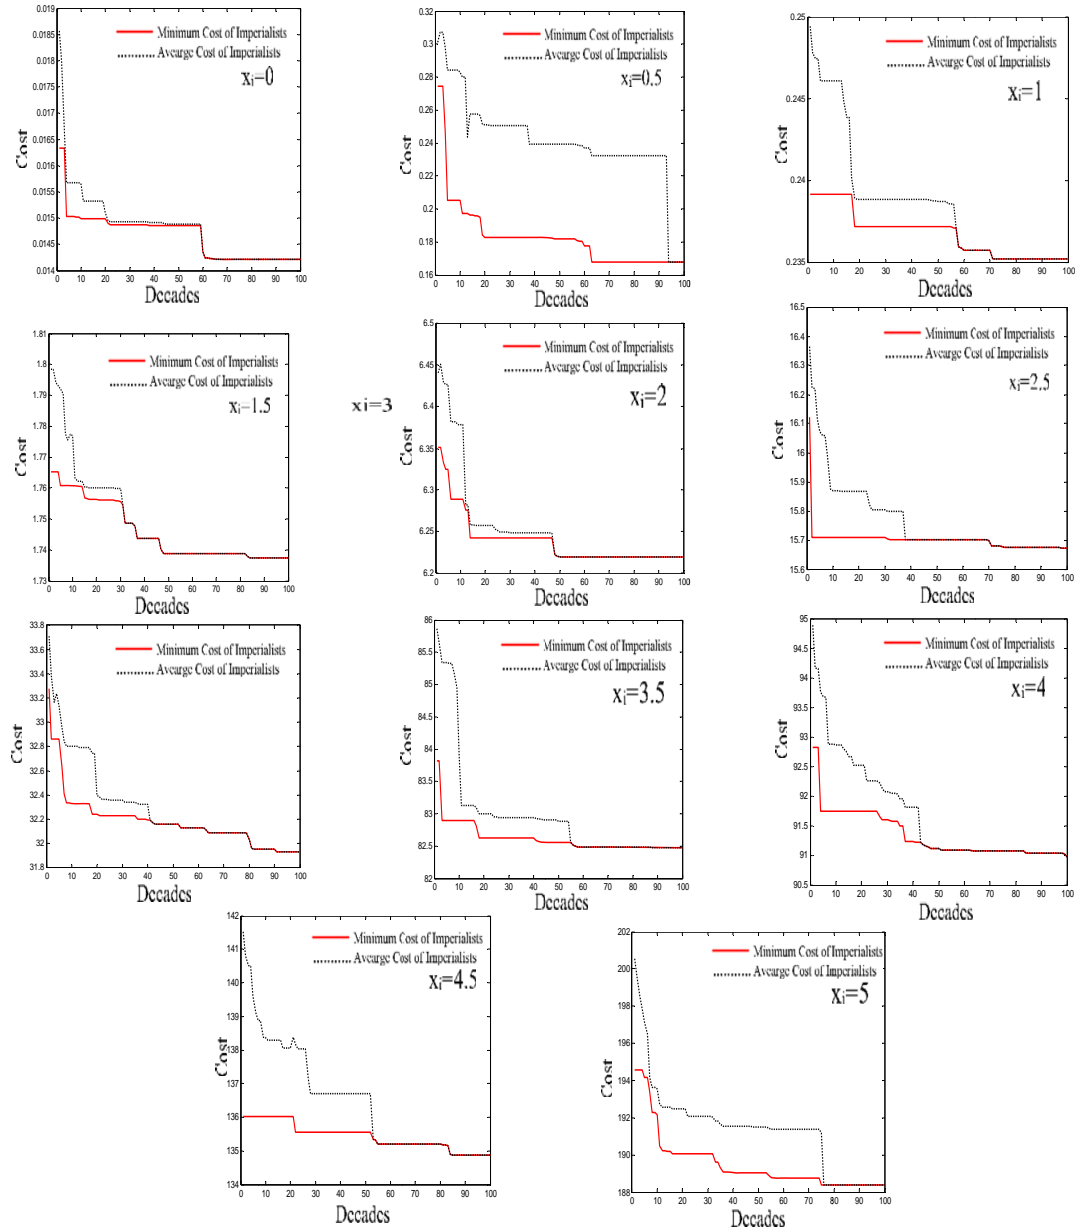 0.019
0.0185
0.018
0.0175
0.017
0.0165
0.016
0.0155
0.015
0.0145
0.014
0 10 20 30 40 50 60 70 80 90 100
Cost
Decades
Minimum Cost of Imperialists
Avearge Cost of Imperialists
xi=0
0.32
0.3
0.28
0.26
0.24
0.22
0.2
0.18
0.16
0 10 20 30 40 50 60 70 80 90 100
Cost
Decades
Minimum Cost of Imperialists
Avearge Cost of Imperialists
xi=0.5
0.25
0.245
0.24
0.235
0 10 20 30 40 50 60 70 80 90 100
Cost
Decades
Minimum Cost of Imperialists
Avearge Cost of Imperialists
xi=1
1.81
1.8
1.79
1.78
1.77
1.76
1.75
1.74
1.73
0 10 20 30 40 50 60 70 80 90 100
Cost
Decades
Minimum Cost of Imperialists
Avearge Cost of Imperialists
xi=1.5
xi=3
6.5
6.45
6.4
6.35
6.3
6.25
6.2
0 10 20 30 40 50 60 70 80 90 100
Cost
Decades
Minimum Cost of Imperialists
Avearge Cost of Imperialists
xi=2
16.5
16.4
16.3
16.2
16.1
16
15.9
15.8
15.7
15.6
0 10 20 30 40 50 60 70 80 90 100
Cost
Decades
Minimum Cost of Imperialists
Avearge Cost of Imperialists
xi=2.5
33.8
33.6
33.4
33.2
33
32.8
32.6
32.4
32.2
32
31.8
0 10 20 30 40 50 60 70 80 90 100
Cost
Decades
Minimum Cost of Imperialists
Avearge Cost of Imperialists
86
85.5
85
84.5
84
83.5
83
82.5
82
0 10 20 30 40 50 60 70 80 90 100
Cost
Decades
Minimum Cost of Imperialists
Avearge Cost of Imperialists
xi=3.5
95
94.5
94
93.5
93
92.5
92
91.5
91
90.5
0 10 20 30 40 50 60 70 80 90 100
Cost
Decades
Minimum Cost of Imperialists
Avearge Cost of Imperialists
xi=4
142
141
140
139
138
137
136
135
134
0 10 20 30 40 50 60 70 80 90 100
Cost
Decades
Minimum Cost of Imperialists
Avearge Cost of Imperialists
xi=4.5
202
200
198
196
194
192
190
188
0 10 20 30 40 50 60 70 80 90 100
Cost
Decades
Minimum Cost of Imperialists
Avearge Cost of Imperialists
xi=5